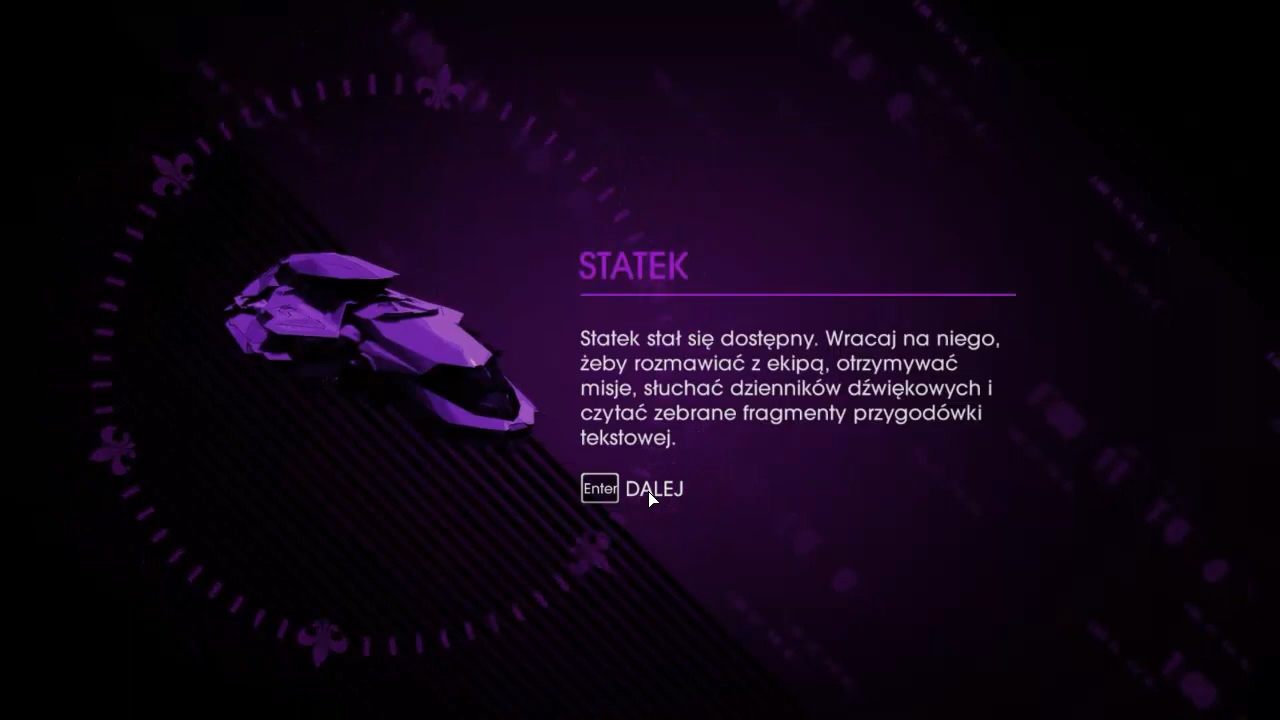 STATEK
Statek stał się dostępny. Wracaj na niego,
żeby rozmawiać z ekipą, otrzymywać
misje, słuchać dzienników dźwiękowych i
czytać zebrane fragmenty przygodówki
tekstowej.
Enter DALEJ